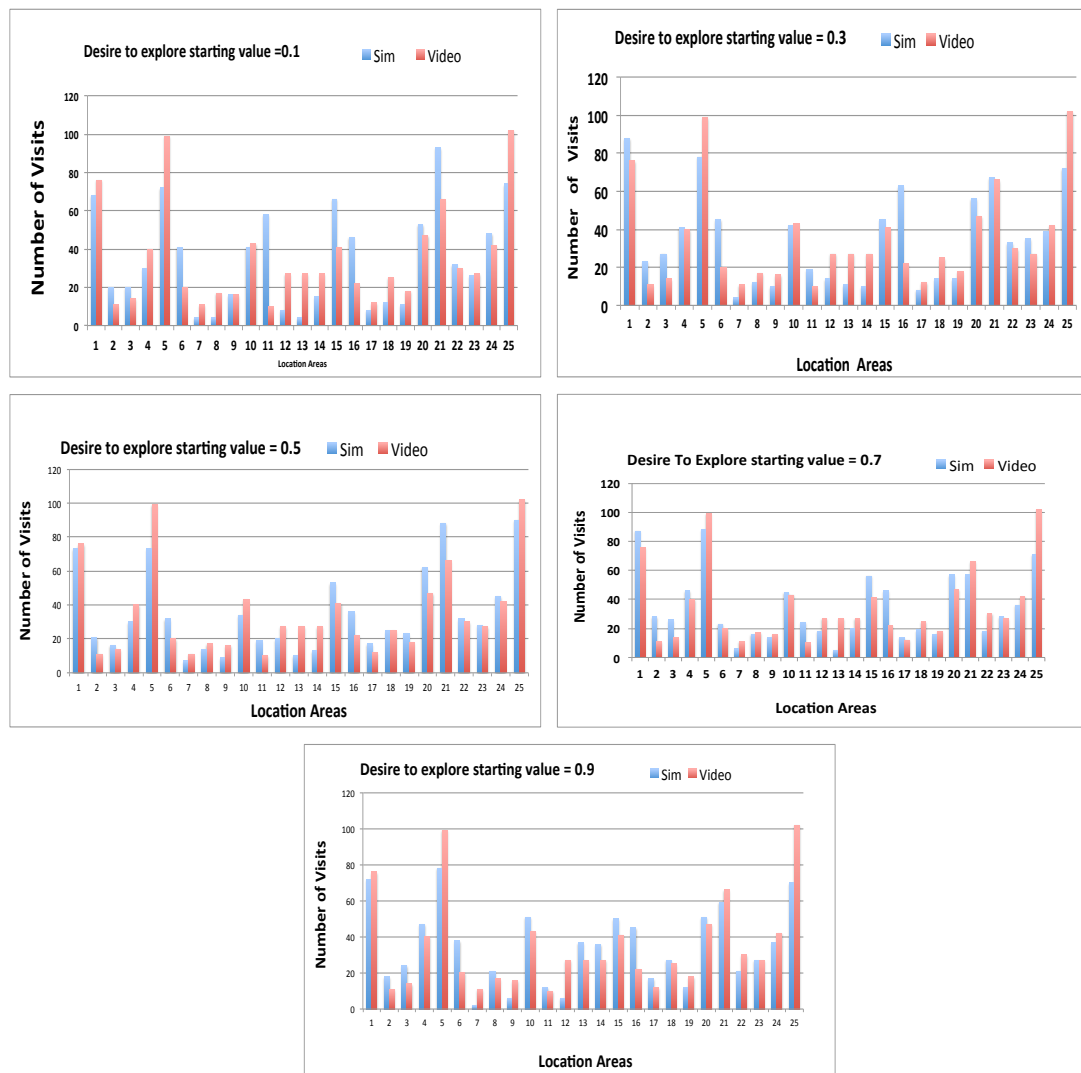 Desire to explore starting value =0.1 Sim Video
Number of Visits
120
100
80
60
40
20
0
1 2 3 4 5 6 7 8 9 10 11 12 13 14 15 16 17 18 19 20 21 22 23 24 25
Location Areas
Desire to explore starting value = 0.3 Sim Video
Number of Visits
120
100
80
60
40
20
0
1 2 3 4 5 6 7 8 9 10 11 12 13 14 15 16 17 18 19 20 21 22 23 24 25
Location Areas
Desire to explore starting value = 0.5 Sim Video
Number of Visits
120
100
80
60
40
20
0
1 2 3 4 5 6 7 8 9 10 11 12 13 14 15 16 17 18 19 20 21 22 23 24 25
Location Areas
Desire To Explore starting value = 0.7 Sim Video
Number of Visits
120
100
80
60
40
20
0
1 2 3 4 5 6 7 8 9 10 11 12 13 14 15 16 17 18 19 20 21 22 23 24 25
Location Areas
Desire to explore starting value = 0.9 Sim Video
Number of Visits
120
100
80
60
40
20
0
1 2 3 4 5 6 7 8 9 10 11 12 13 14 15 16 17 18 19 20 21 22 23 24 25
Location Areas